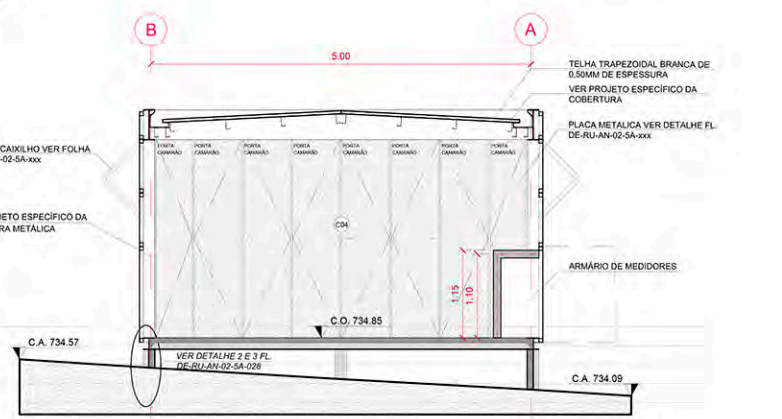 B
A
5.00
TELHA TRAPEZOIDAL BRANCA DE
0,50MM DE ESPESSURA
VER PROJETO ESPECÍFICO DA
COBERTURA
PLACA METALICA VER DETALHE FL.
DE-RU-AN-02-5A-xxx
CAIXILHO VER FOLHA
-02-5A-xxx
PORTA
CAMARÃO
PORTA
CAMARÃO
PORTA
CAMARÃO
PORTA
CAMARÃO
PORTA
CAMARÃO
PORTA
CAMARÃO
PORTA
CAMARÃO
PORTA
CAMARÃO
JETO ESPECÍFICO DA
RA METÁLICA
C04
ARMÁRIO DE MEDIDORES
1.15
1.10
C.O. 734.85
C.A. 734.57
VER DETALHE 2 E 3 FL.
DE-RU-AN-02-5A-028
C.A. 734.09